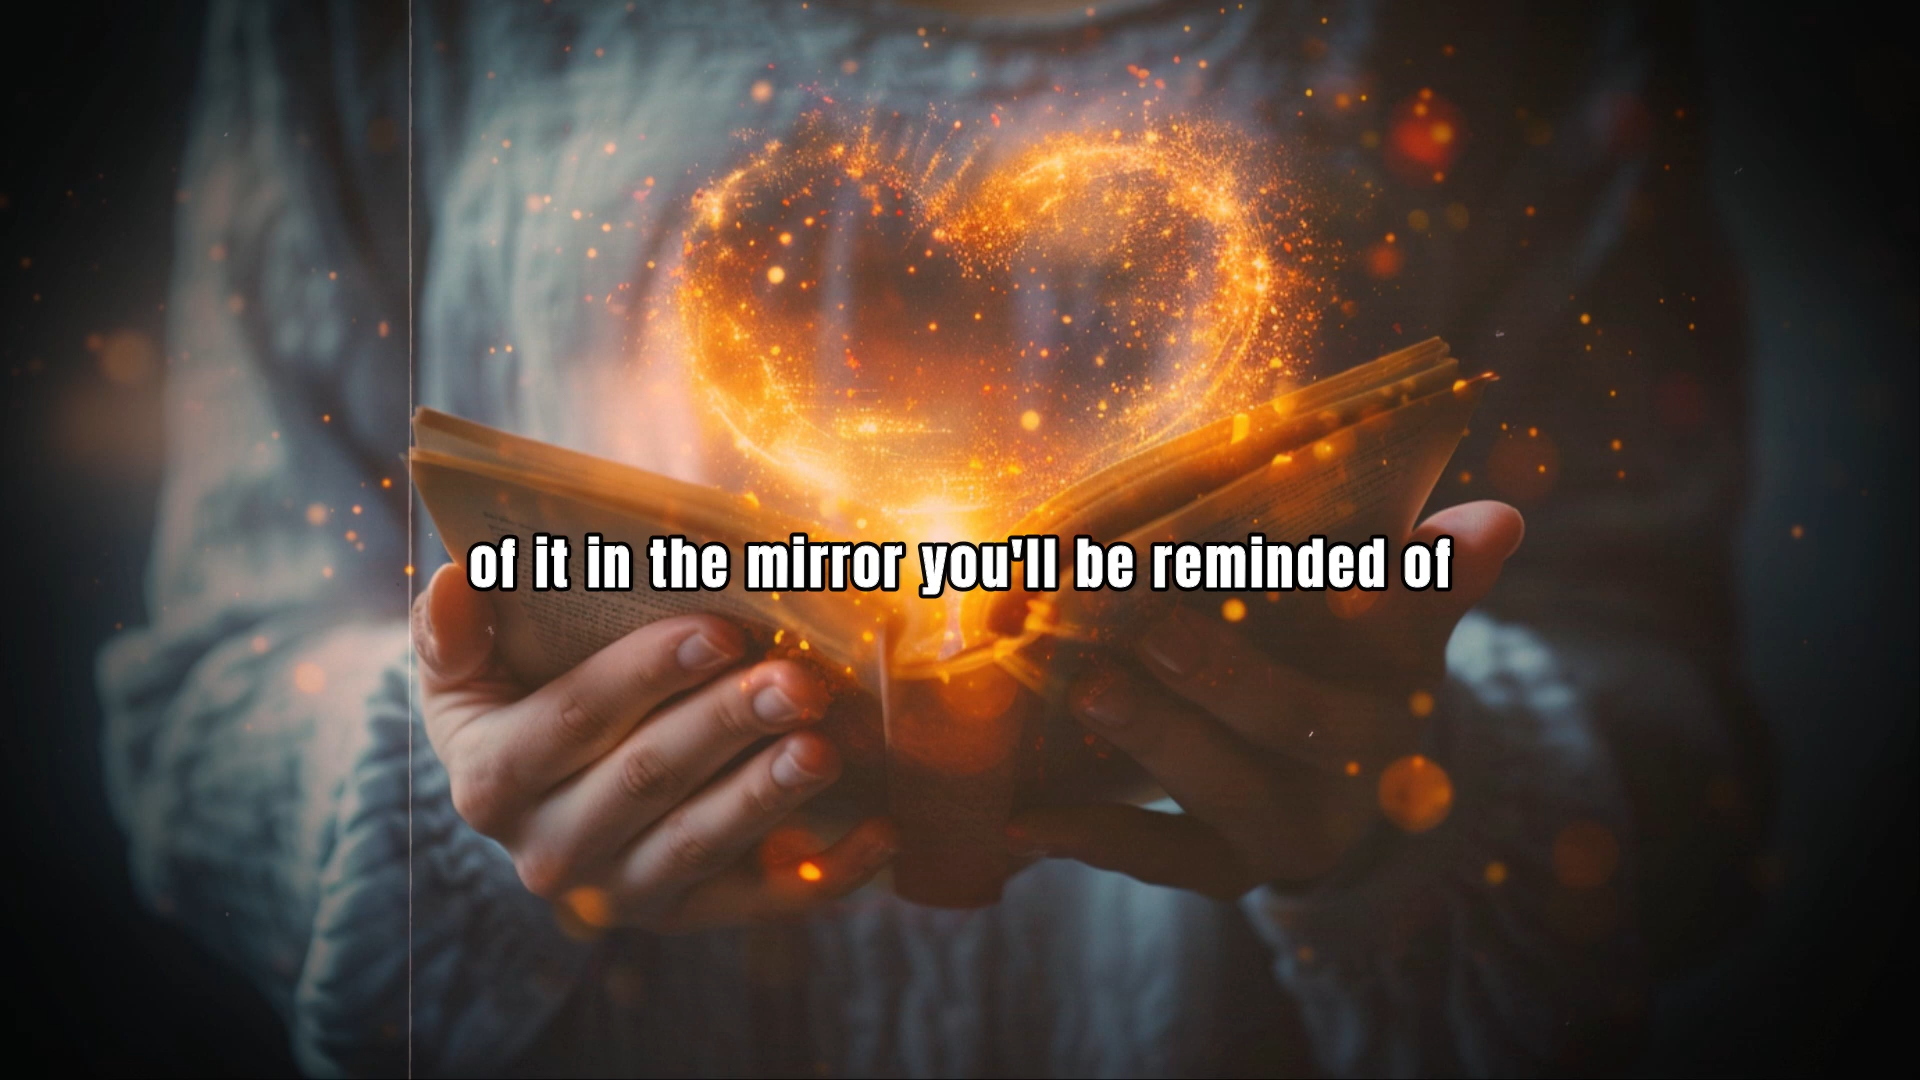 of it in the mirror you'll be reminded of